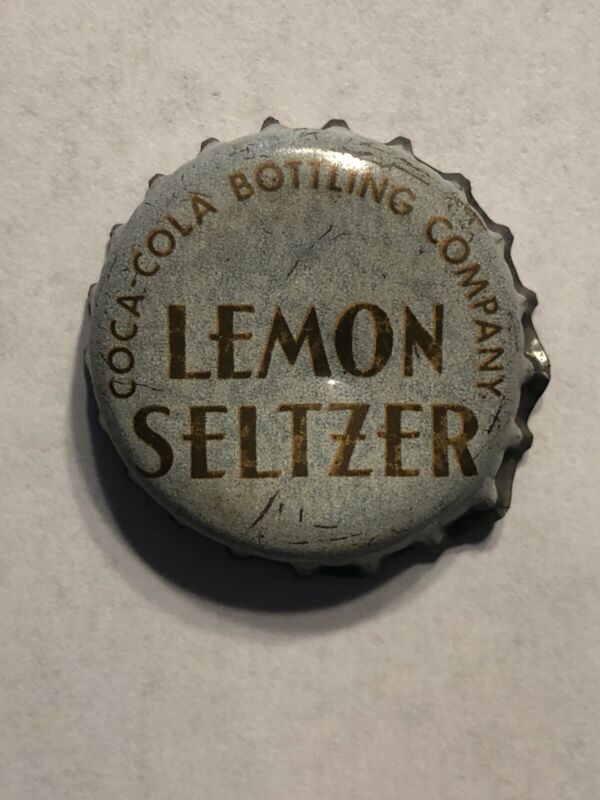 COCA-COLA BOTTLING COMPANY
LEMON
SELTZER